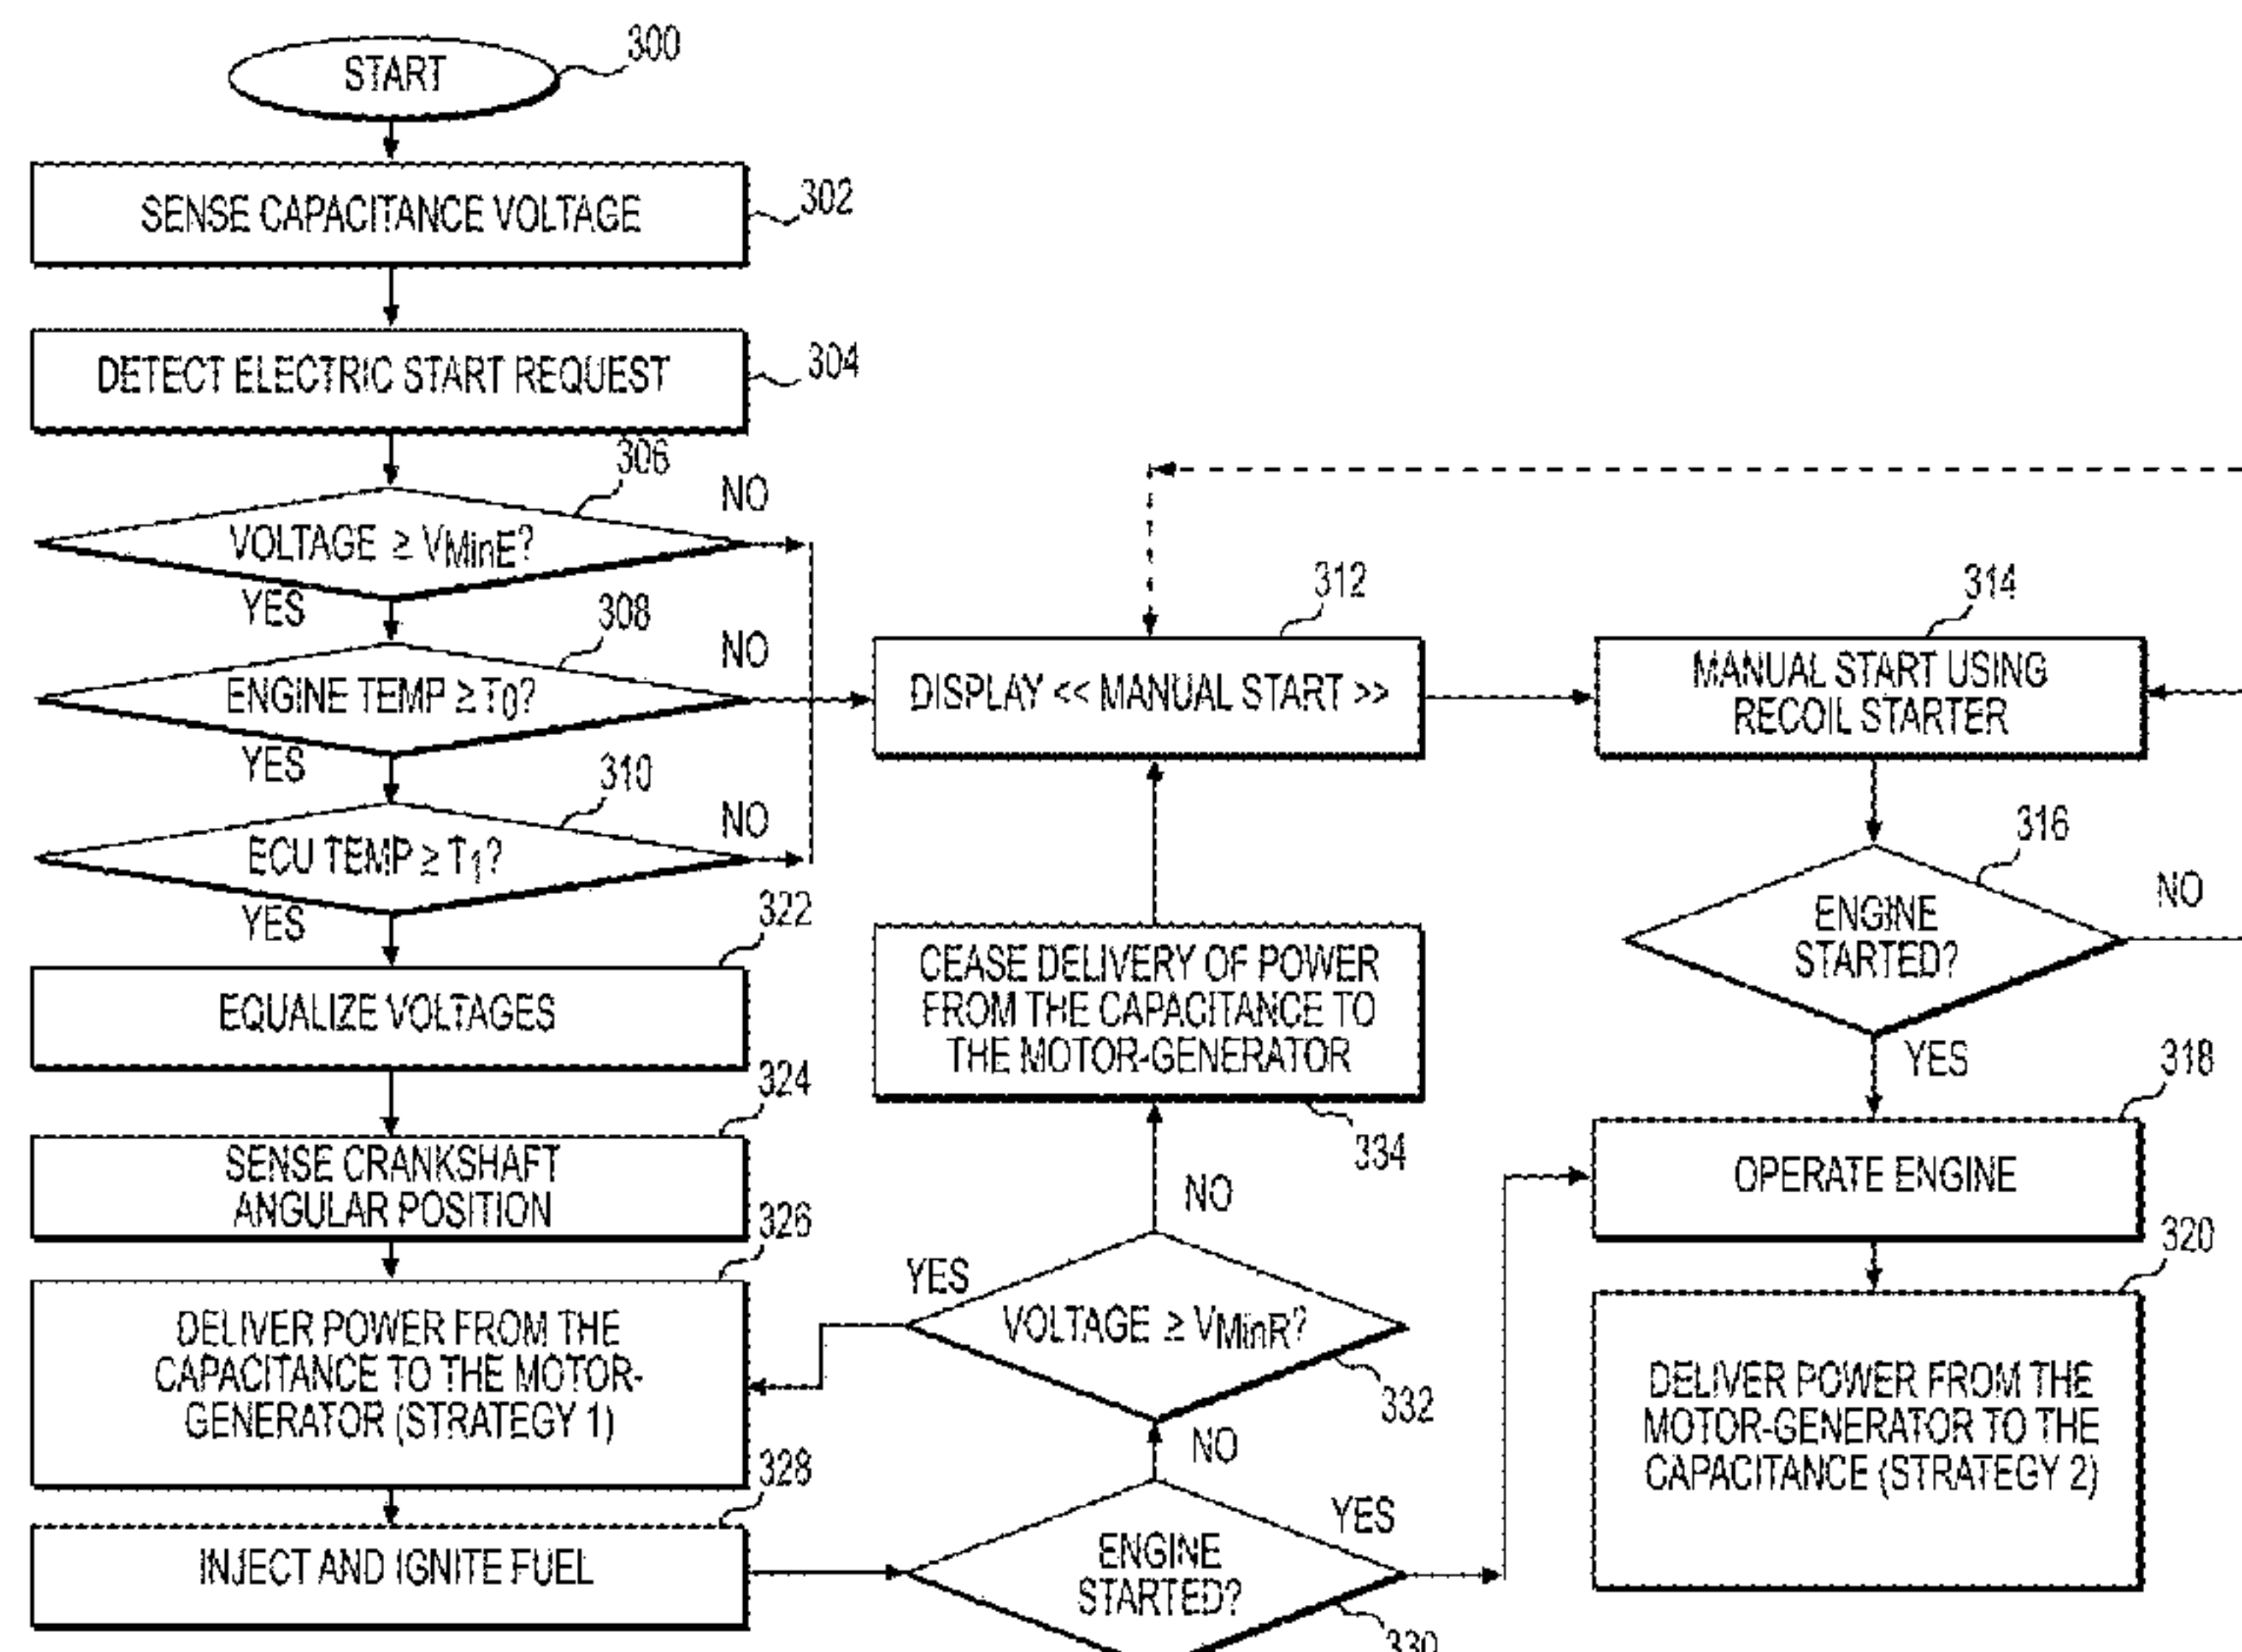 START
300
SENSE CAPACITANCE VOLTAGE
302
DETECT ELECTRIC START REQUEST
304
306
NO
VOLTAGE ≥ VMinE?
YES
308
NO
ENGINE TEMP ≥ T0?
YES
310
NO
ECU TEMP ≥ T1?
YES
322
EQUALIZE VOLTAGES
324
SENSE CRANKSHAFT
ANGULAR POSITION
326
DELIVER POWER FROM THE
CAPACITANCE TO THE MOTOR-
GENERATOR (STRATEGY 1)
328
INJECT AND IGNITE FUEL
312
DISPLAY << MANUAL START >>
CEASE DELIVERY OF POWER
FROM THE CAPACITANCE TO
THE MOTOR-GENERATOR
334
NO
YES
VOLTAGE ≥ VMinR?
332
NO
YES
ENGINE
STARTED?
330
314
MANUAL START USING
RECOIL STARTER
316
NO
ENGINE
STARTED?
YES
318
OPERATE ENGINE
320
DELIVER POWER FROM THE
MOTOR-GENERATOR TO THE
CAPACITANCE (STRATEGY 2)